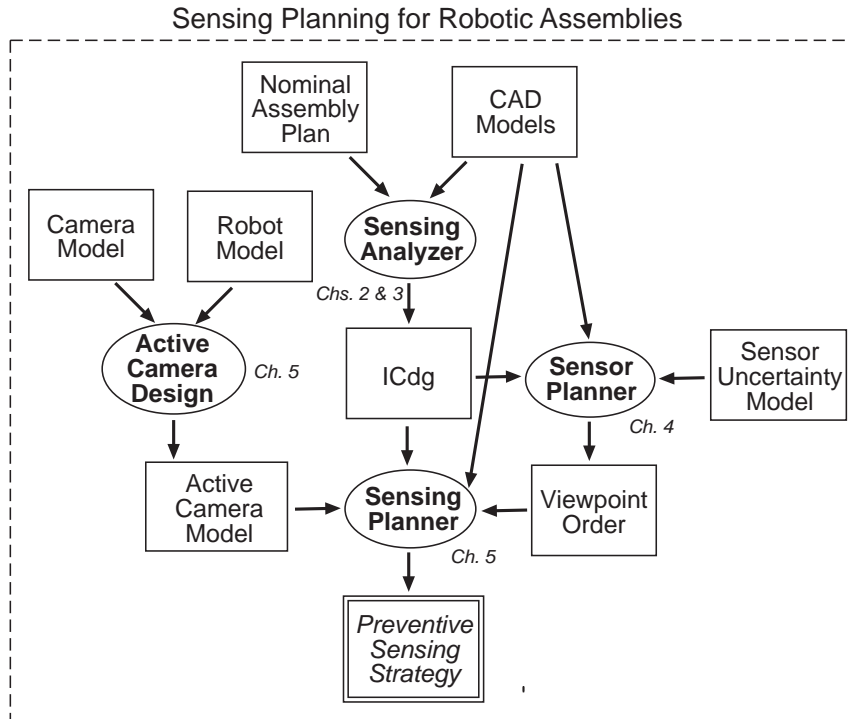 Sensing Planning for Robotic Assemblies
Nominal
Assembly
Plan
CAD
Models
Camera
Model
Robot
Model
Sensing
Analyzer
Chs. 2 & 3
Active
Camera
Design
Ch. 5
ICdg
Sensor
Planner
Ch. 4
Sensor
Uncertainty
Model
Active
Camera
Model
Sensing
Planner
Ch. 5
Viewpoint
Order
Preventive
Sensing
Strategy